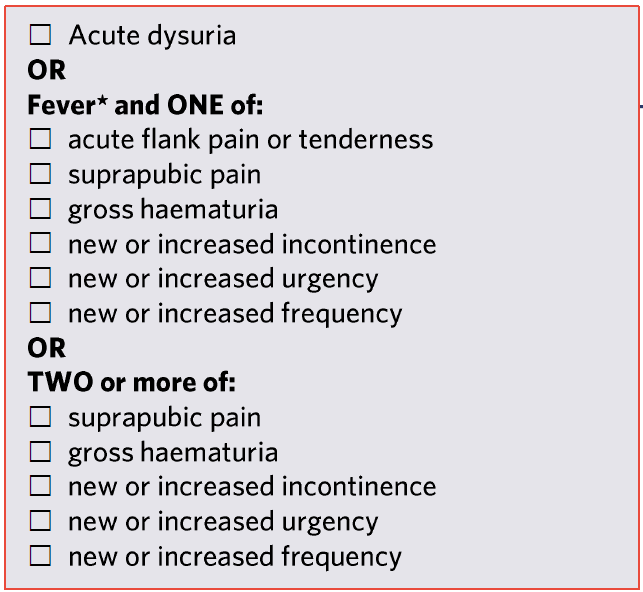 ☐ Acute dysuria
OR
Fever★ and ONE of:
☐ acute flank pain or tenderness
☐ suprapubic pain
☐ gross haematuria
☐ new or increased incontinence
☐ new or increased urgency
☐ new or increased frequency
OR
TWO or more of:
☐ suprapubic pain
☐ gross haematuria
☐ new or increased incontinence
☐ new or increased urgency
☐ new or increased frequency